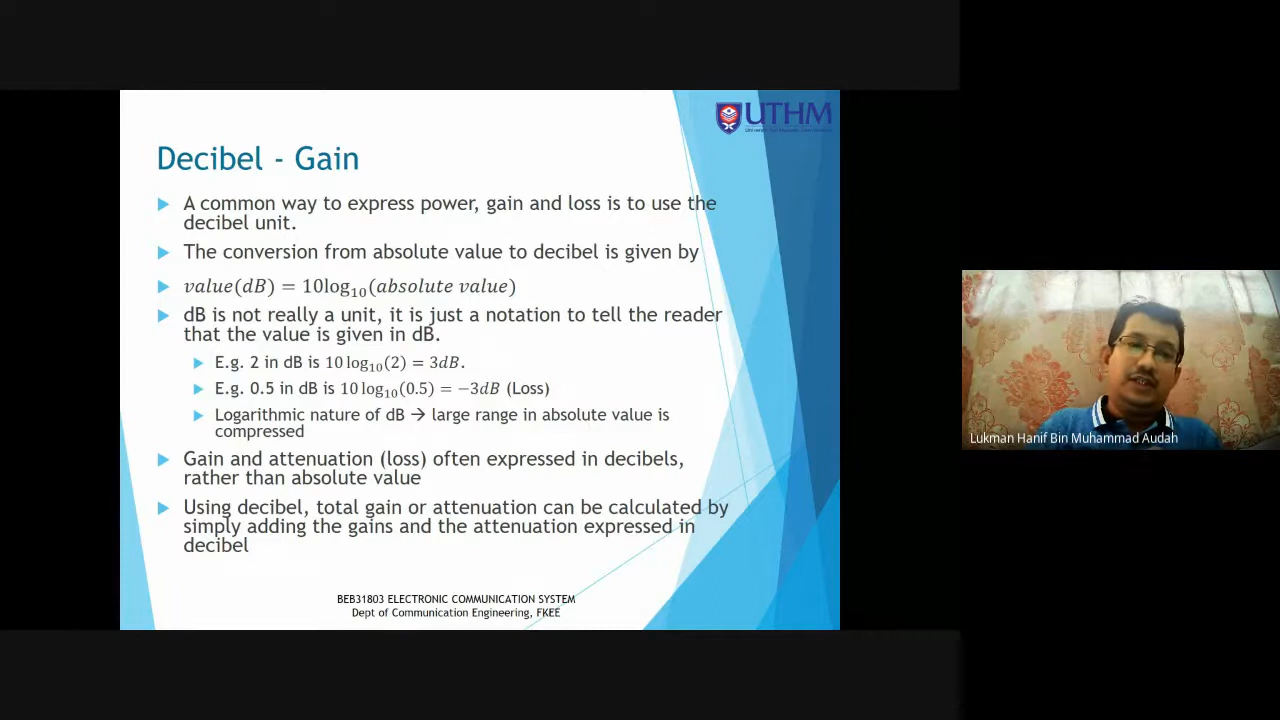 UTHM
Decibel - Gain
A common way to express power, gain and loss is to use the
decibel unit.
The conversion from absolute value to decibel is given by
value(dB) = 10log₁₀(absolute value)
dB is not really a unit, it is just a notation to tell the reader
that the value is given in dB.
E.g. 2 in dB is 10 log₁₀(2) = 3dB.
E.g. 0.5 in dB is 10 log₁₀(0.5) = −3dB (Loss)
Logarithmic nature of dB → large range in absolute value is
compressed
Gain and attenuation (loss) often expressed in decibels,
rather than absolute value
Using decibel, total gain or attenuation can be calculated by
simply adding the gains and the attenuation expressed in
decibel
BEB31803 ELECTRONIC COMMUNICATION SYSTEM
Dept of Communication Engineering, FKEE
Lukman Hanif Bin Muhammad Audah